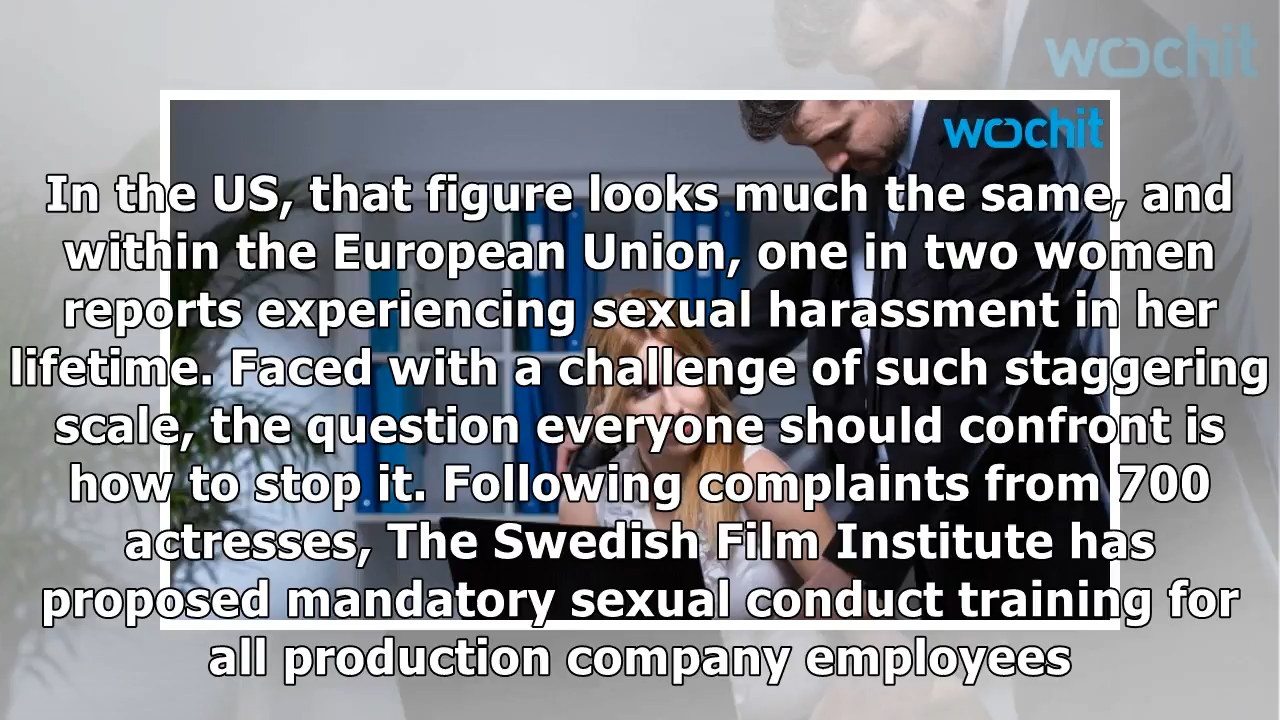 wochit
wochit
In the US, that figure looks much the same, and
within the European Union, one in two women
reports experiencing sexual harassment in her
lifetime. Faced with a challenge of such staggering
scale, the question everyone should confront is
how to stop it. Following complaints from 700
actresses, The Swedish Film Institute has
proposed mandatory sexual conduct training for
all production company employees